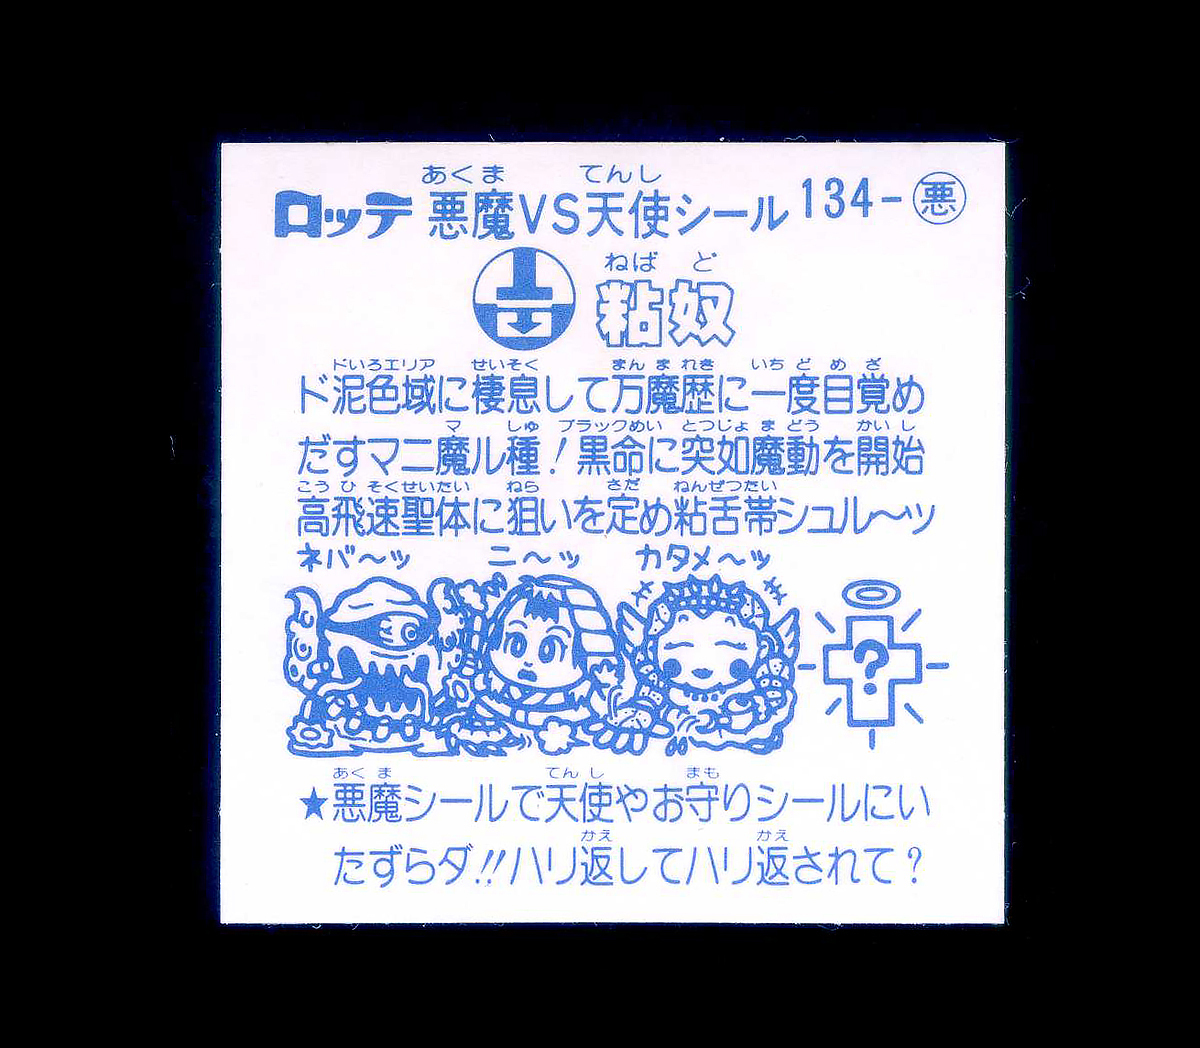 あくま てんし
ロッテ 悪魔VS天使シール 134-悪
ねば ど
粘奴
ドいろエリア せいそく まん ま れき いち ど め ざ
ド泥色域に棲息して万魔歴に一度目覚め
マ しゅ ブラックめい とつじょ ま どう かい し
だすマニ魔ル種!黒命に突如魔動を開始
こう ひ そくせいたい ねら さだ ねんぜつたい
高飛速聖体に狙いを定め粘舌帯シュル〜ッ
ネバ〜ッ ニ〜ッ カタメ〜ッ
?
あく ま てん し まも
★悪魔シールで天使やお守りシールにい
かえ かえ
たずらダ!!ハリ返してハリ返されて?